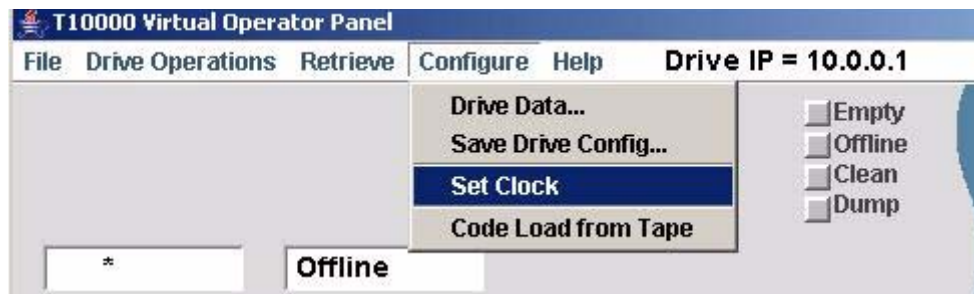 T10000 Virtual Operator Panel
File Drive Operations Retrieve Configure Help Drive IP = 10.0.0.1
Drive Data...
Save Drive Config...
Set Clock
Code Load from Tape
Empty
Offline
Clean
Dump
* Offline